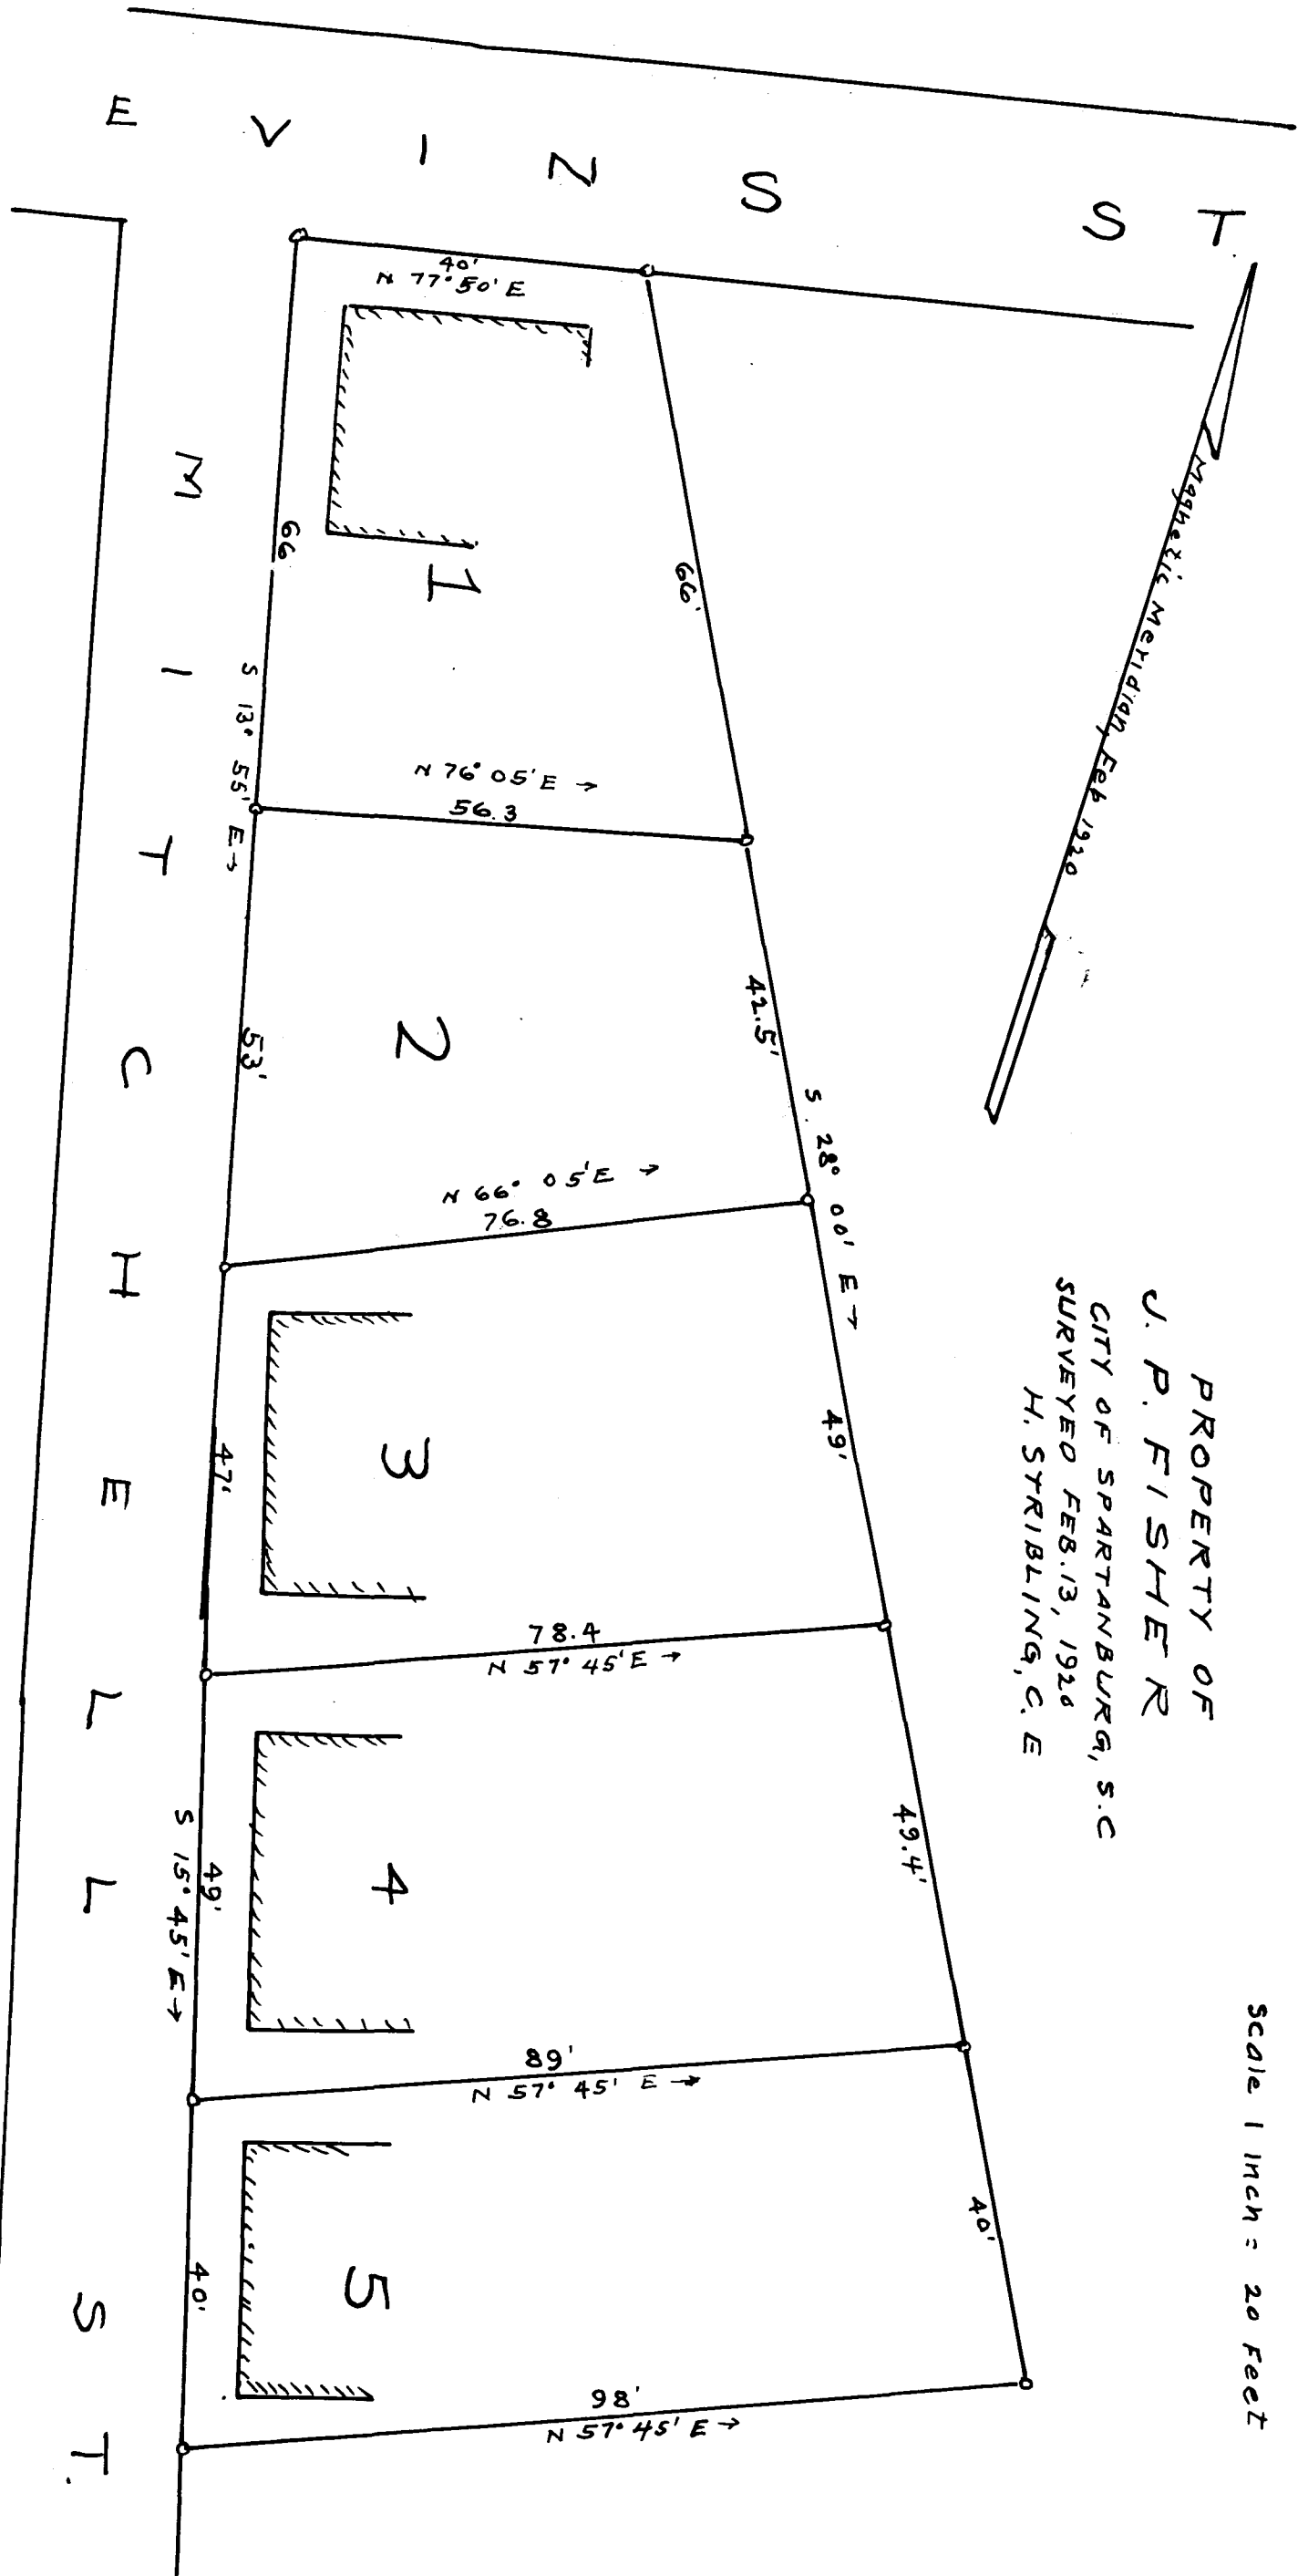 EVINS ST
MITCHELL ST.
Magnetic Meridian, Feb 1920
PROPERTY OF
J. P. FISHER
CITY OF SPARTANBURG, S.C
SURVEYED FEB. 13, 1920
H. STRIBLING, C. E
Scale 1 inch = 20 Feet
40'
N 77° 50' E
66
1
66'
S 13° 55' E →
N 76° 05' E →
56.3
53'
2
42.5'
S. 28° 00' E →
N 66° 05' E →
76.8
47'
3
49'
78.4
N 57° 45' E →
49'
S 15° 45' E →
4
49.4'
89'
N 57° 45' E →
40'
5
40'
98'
N 57° 45' E →